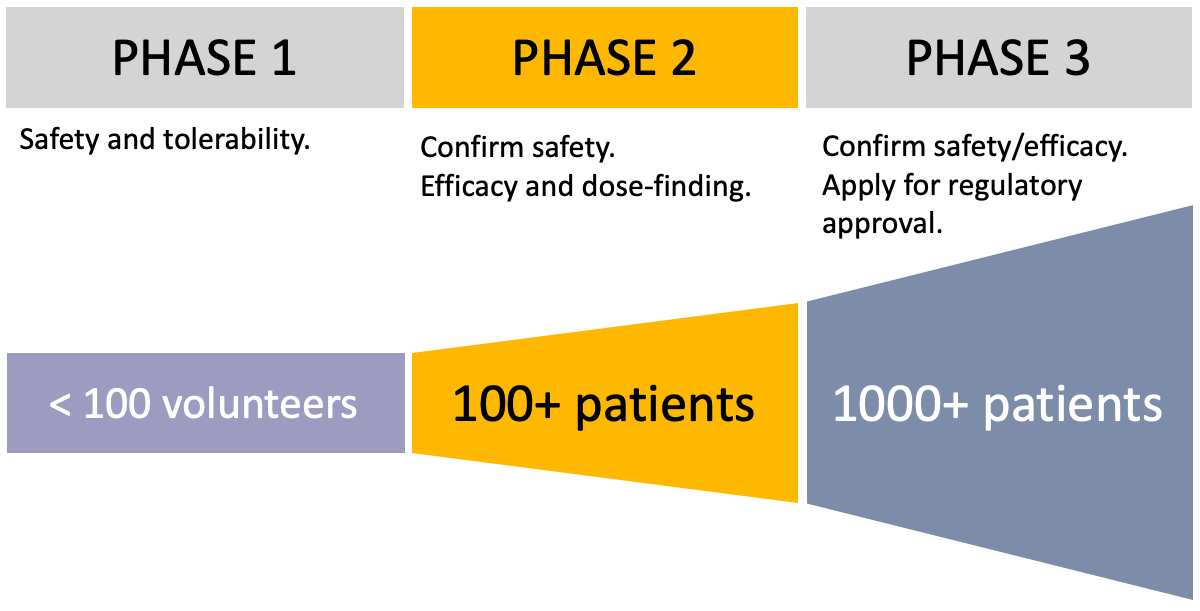 PHASE 1
Safety and tolerability.
< 100 volunteers
PHASE 2
Confirm safety.
Efficacy and dose-finding.
100+ patients
PHASE 3
Confirm safety/efficacy.
Apply for regulatory
approval.
1000+ patients